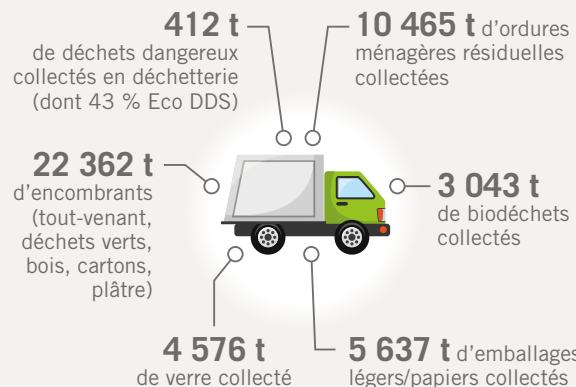 412 t
de déchets dangereux
collectés en déchetterie
(dont 43 % Eco DDS)
10 465 t d'ordures
ménagères résiduelles
collectées
22 362 t
d'encombrants
(tout-venant,
déchets verts,
bois, cartons,
plâtre)
3 043 t
de biodéchets
collectés
4 576 t
de verre collecté
5 637 t d'emballages
légers/papiers collectés